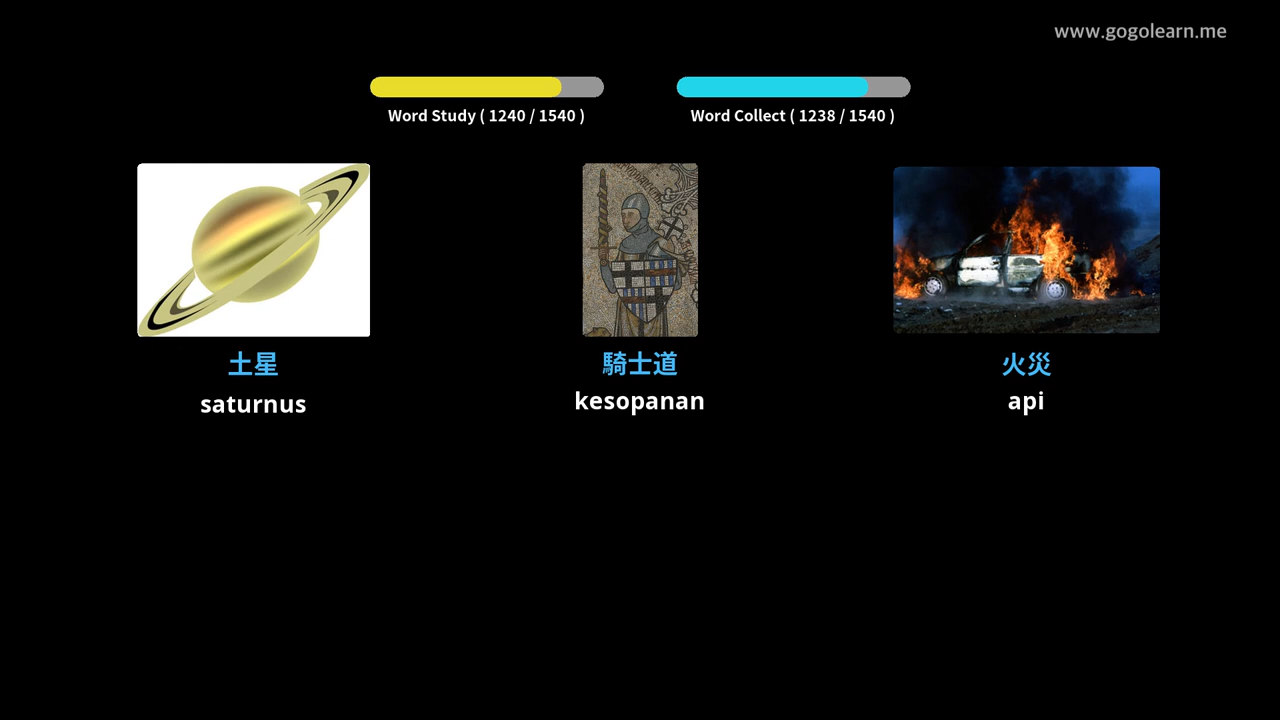 www.gogolearn.me
Word Study ( 1240 / 1540 )
Word Collect ( 1238 / 1540 )
土星
騎士道
火災
saturnus
kesopanan
api